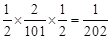 1/2 × 2/101 × 1/2 = 1/202